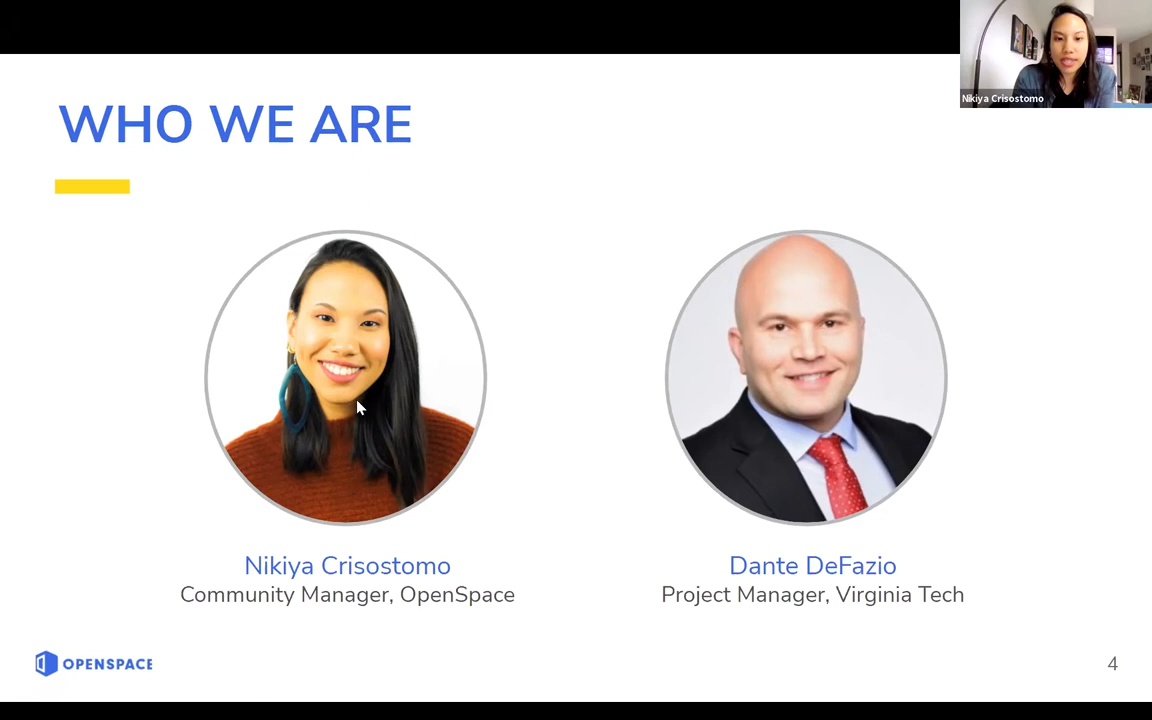 Nikiya Crisostomo
WHO WE ARE
Nikiya Crisostomo
Community Manager, OpenSpace
Dante DeFazio
Project Manager, Virginia Tech
OPENSPACE
4